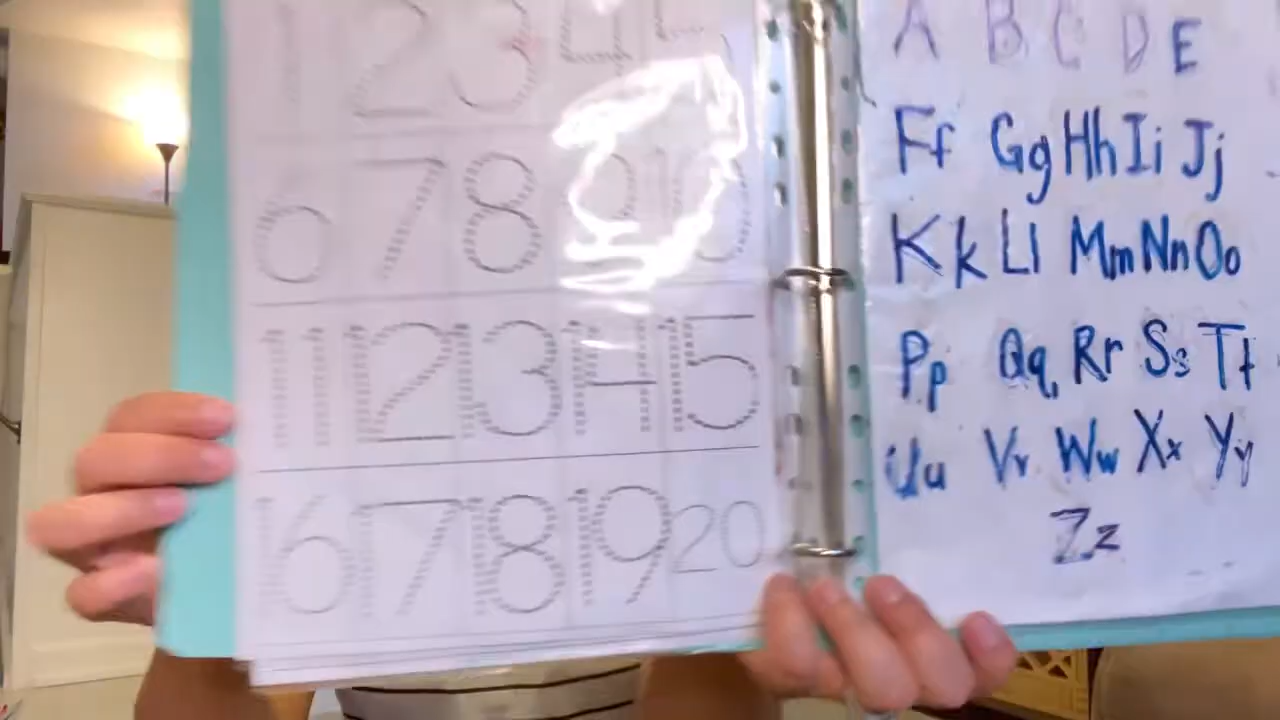 1 2 3 4 5
6 7 8 9 10
11 12 13 14 15
16 17 18 19 20
A B C D E
Ff Gg Hh Ii Jj
Kk Ll Mm Nn Oo
Pp Qq Rr Ss Tt
Uu Vv Ww Xx Yy
Zz